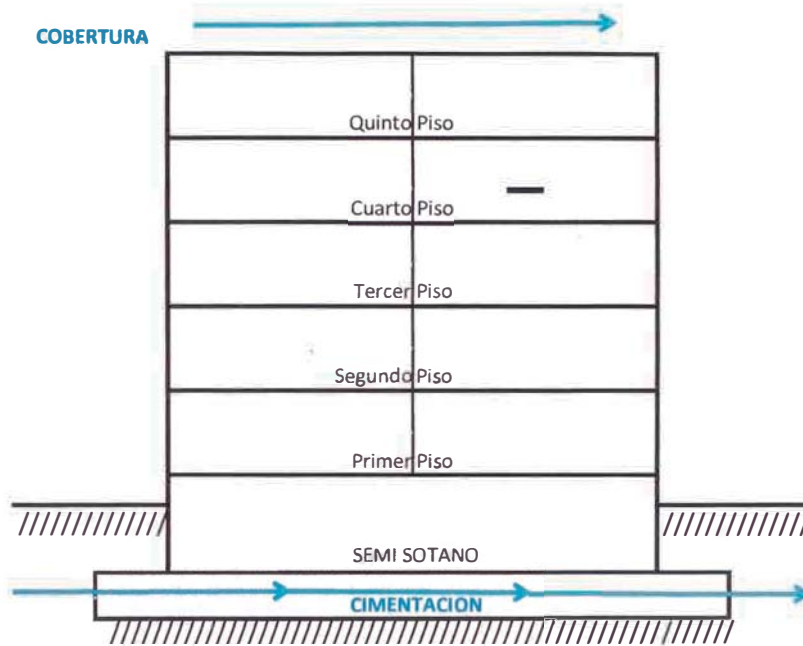 COBERTURA
Quinto Piso
Cuarto Piso
Tercer Piso
Segundo Piso
Primer Piso
SEMI SOTANO
CIMENTACION